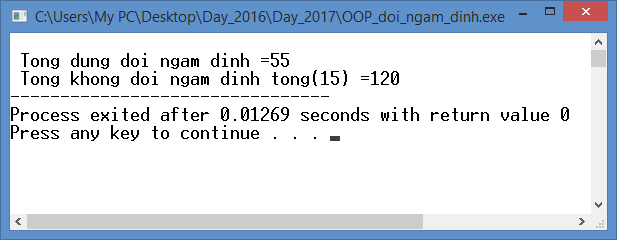 C:\Users\My PC\Desktop\Day_2016\Day_2017\OOP_doi_ngam_dinh.exe
Tong dung doi ngam dinh =55
Tong khong doi ngam dinh tong(15) =120
--------------------------------
Process exited after 0.01269 seconds with return value 0
Press any key to continue . . .